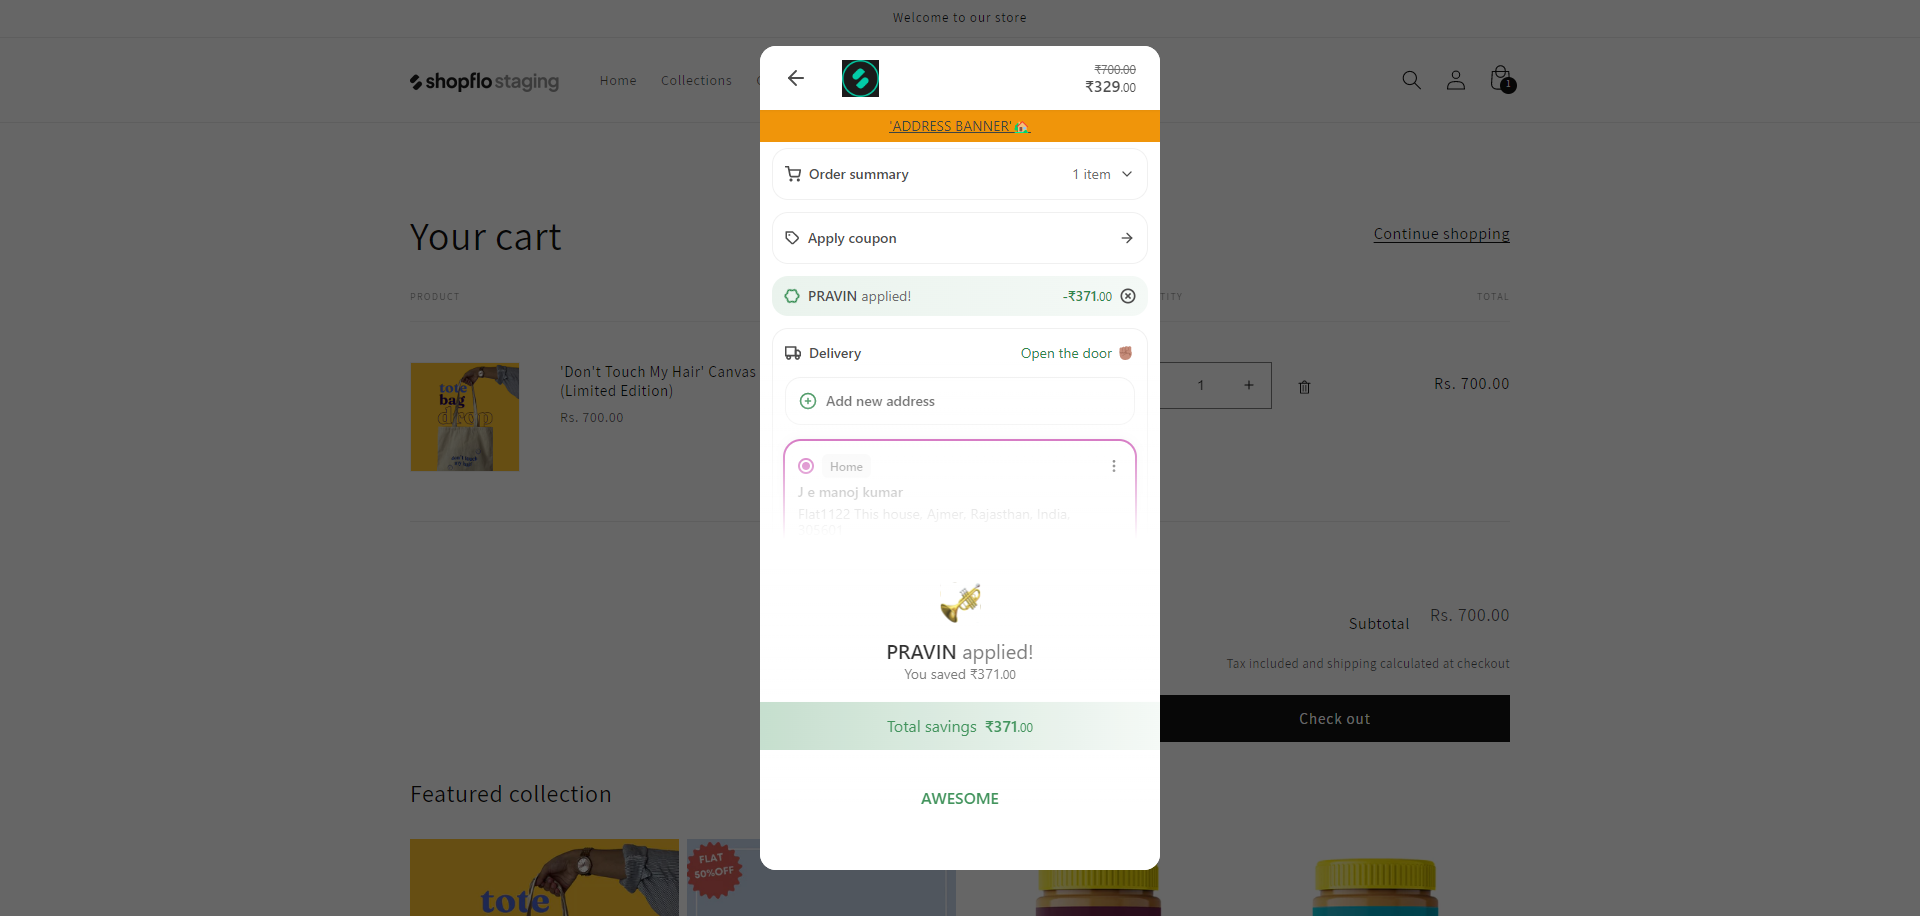 Welcome to our store
shopflo staging
Home
Collections
1
₹700.00
₹329.00
'ADDRESS BANNER'
Order summary
1 item
Apply coupon
PRAVIN applied!
-₹371.00
Delivery
Open the door
Add new address
Home
J e manoj kumar
Flat1122 This house, Ajmer, Rajasthan, India,
PRAVIN applied!
You saved ₹371.00
Total savings ₹371.00
AWESOME
Your cart
Continue shopping
PRODUCT
TOTAL
tote
bag
drop
'Don't Touch My Hair' Canvas
(Limited Edition)
Rs. 700.00
1
+
Rs. 700.00
Subtotal
Rs. 700.00
Tax included and shipping calculated at checkout
Check out
Featured collection
tote
FLAT
50%OFF